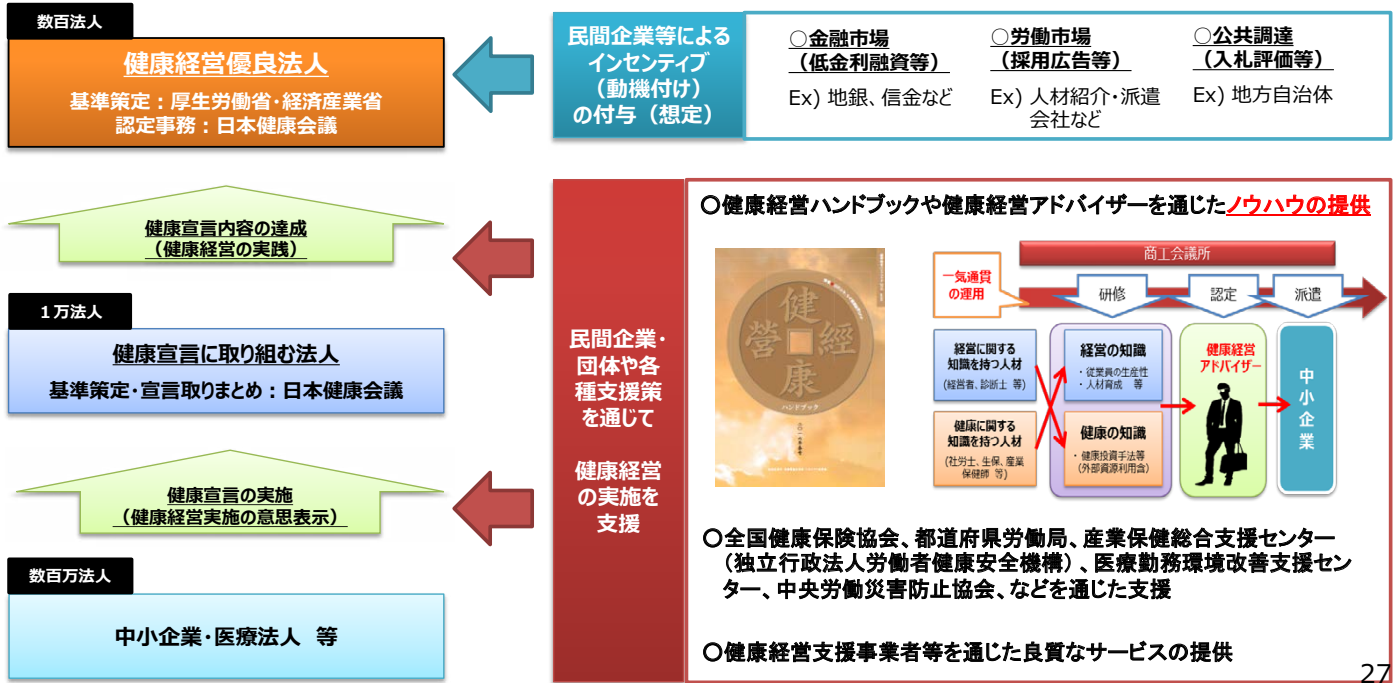 数百法人
健康経営優良法人
基準策定：厚生労働省・経済産業省
認定事務：日本健康会議
民間企業等による
インセンティブ
（動機付け）
の付与（想定）
○金融市場
（低金利融資等）
Ex) 地銀、信金など
○労働市場
（採用広告等）
Ex) 人材紹介・派遣
会社など
○公共調達
（入札評価等）
Ex) 地方自治体
健康宣言内容の達成
（健康経営の実践）
1万法人
健康宣言に取り組む法人
基準策定・宣言取りまとめ：日本健康会議
健康宣言の実施
（健康経営実施の意思表示）
数百万法人
中小企業・医療法人 等
民間企業・
団体や各
種支援策
を通じて
健康経営
の実施を
支援
○健康経営ハンドブックや健康経営アドバイザーを通じたノウハウの提供
健
康
經
營
ハンドブック
商工会議所
一気通貫
の運用
研修
認定
派遣
経営に関する
知識を持つ人材
(経営者、診断士 等)
健康に関する
知識を持つ人材
(社労士、生保、産業
保健師 等)
経営の知識
・従業員の生産性
・人材育成 等
健康の知識
・健康投資手法等
(外部資源利用含)
健康経営
アドバイザー
中小企業
○全国健康保険協会、都道府県労働局、産業保健総合支援センター
（独立行政法人労働者健康安全機構）、医療勤務環境改善支援セン
ター、中央労働災害防止協会、などを通じた支援
○健康経営支援事業者等を通じた良質なサービスの提供
27